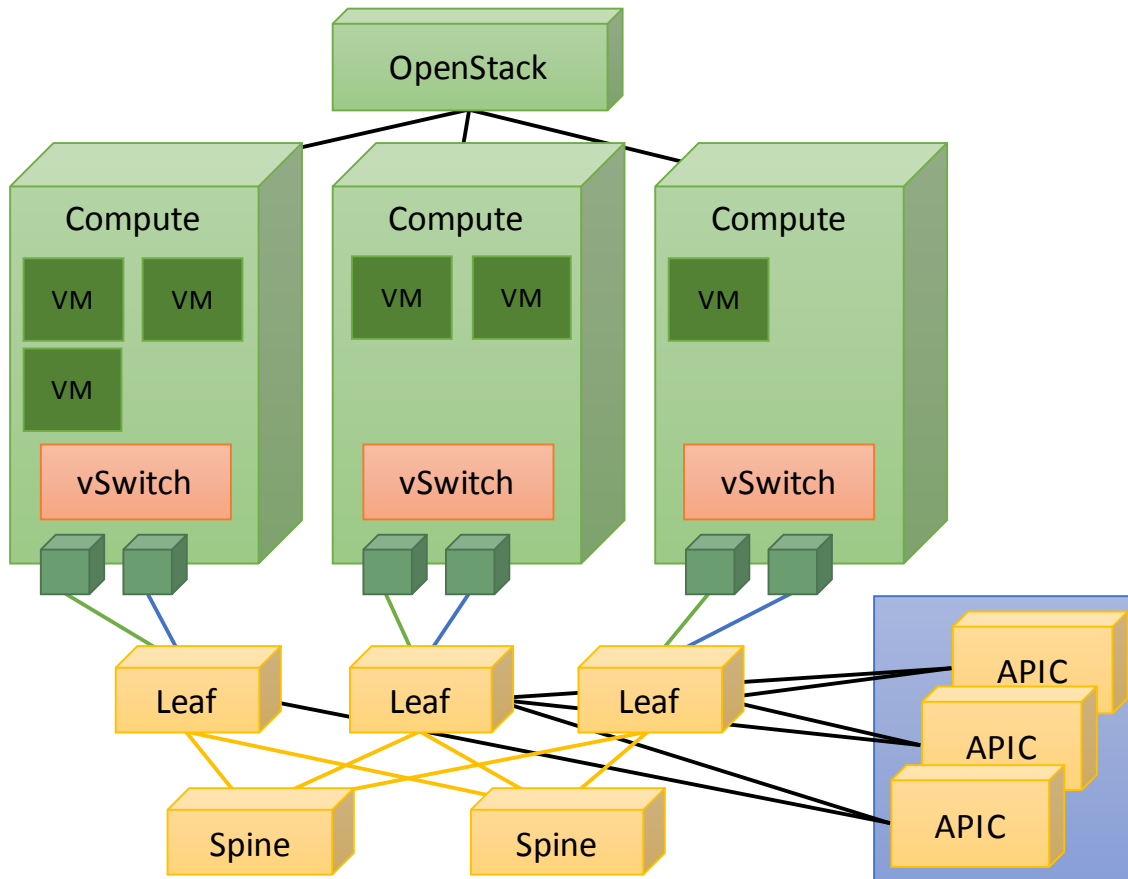 OpenStack
Compute
Compute
Compute
VM
VM
VM
VM
VM
VM
vSwitch
vSwitch
vSwitch
Leaf
Leaf
Leaf
APIC
APIC
APIC
Spine
Spine